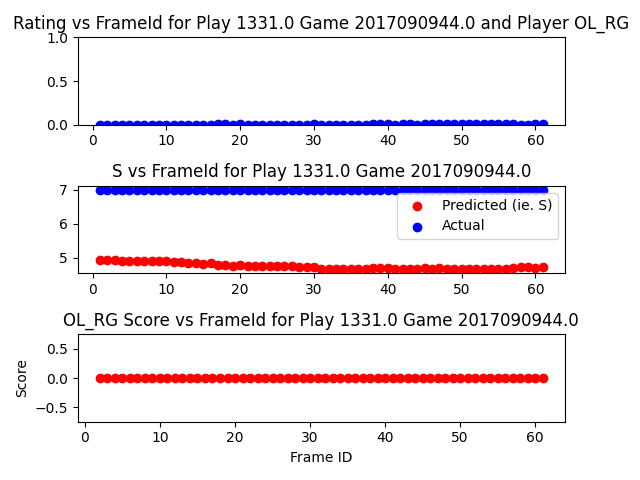 Rating vs FrameId for Play 1331.0 Game 2017090944.0 and Player OL_RG
1.0
0.5
0.0
0 10 20 30 40 50 60
S vs FrameId for Play 1331.0 Game 2017090944.0
7
6
5
Predicted (ie. S)
Actual
0 10 20 30 40 50 60
OL_RG Score vs FrameId for Play 1331.0 Game 2017090944.0
Score
0.5
0.0
−0.5
0 10 20 30 40 50 60
Frame ID